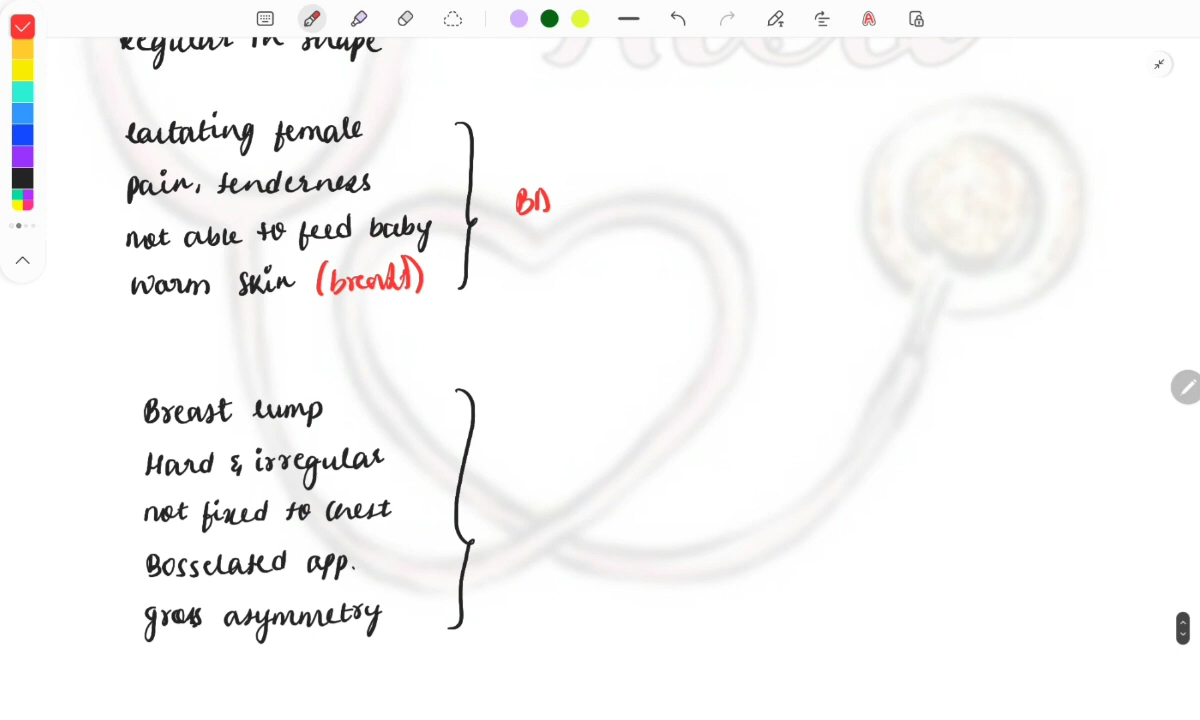 Regular in shape
lactating female
pain, tenderness
not able to feed baby
warm skin (breast)
BA
Breast lump
Hard & irregular
not fixed to chest
Bosselated app.
gross asymmetry